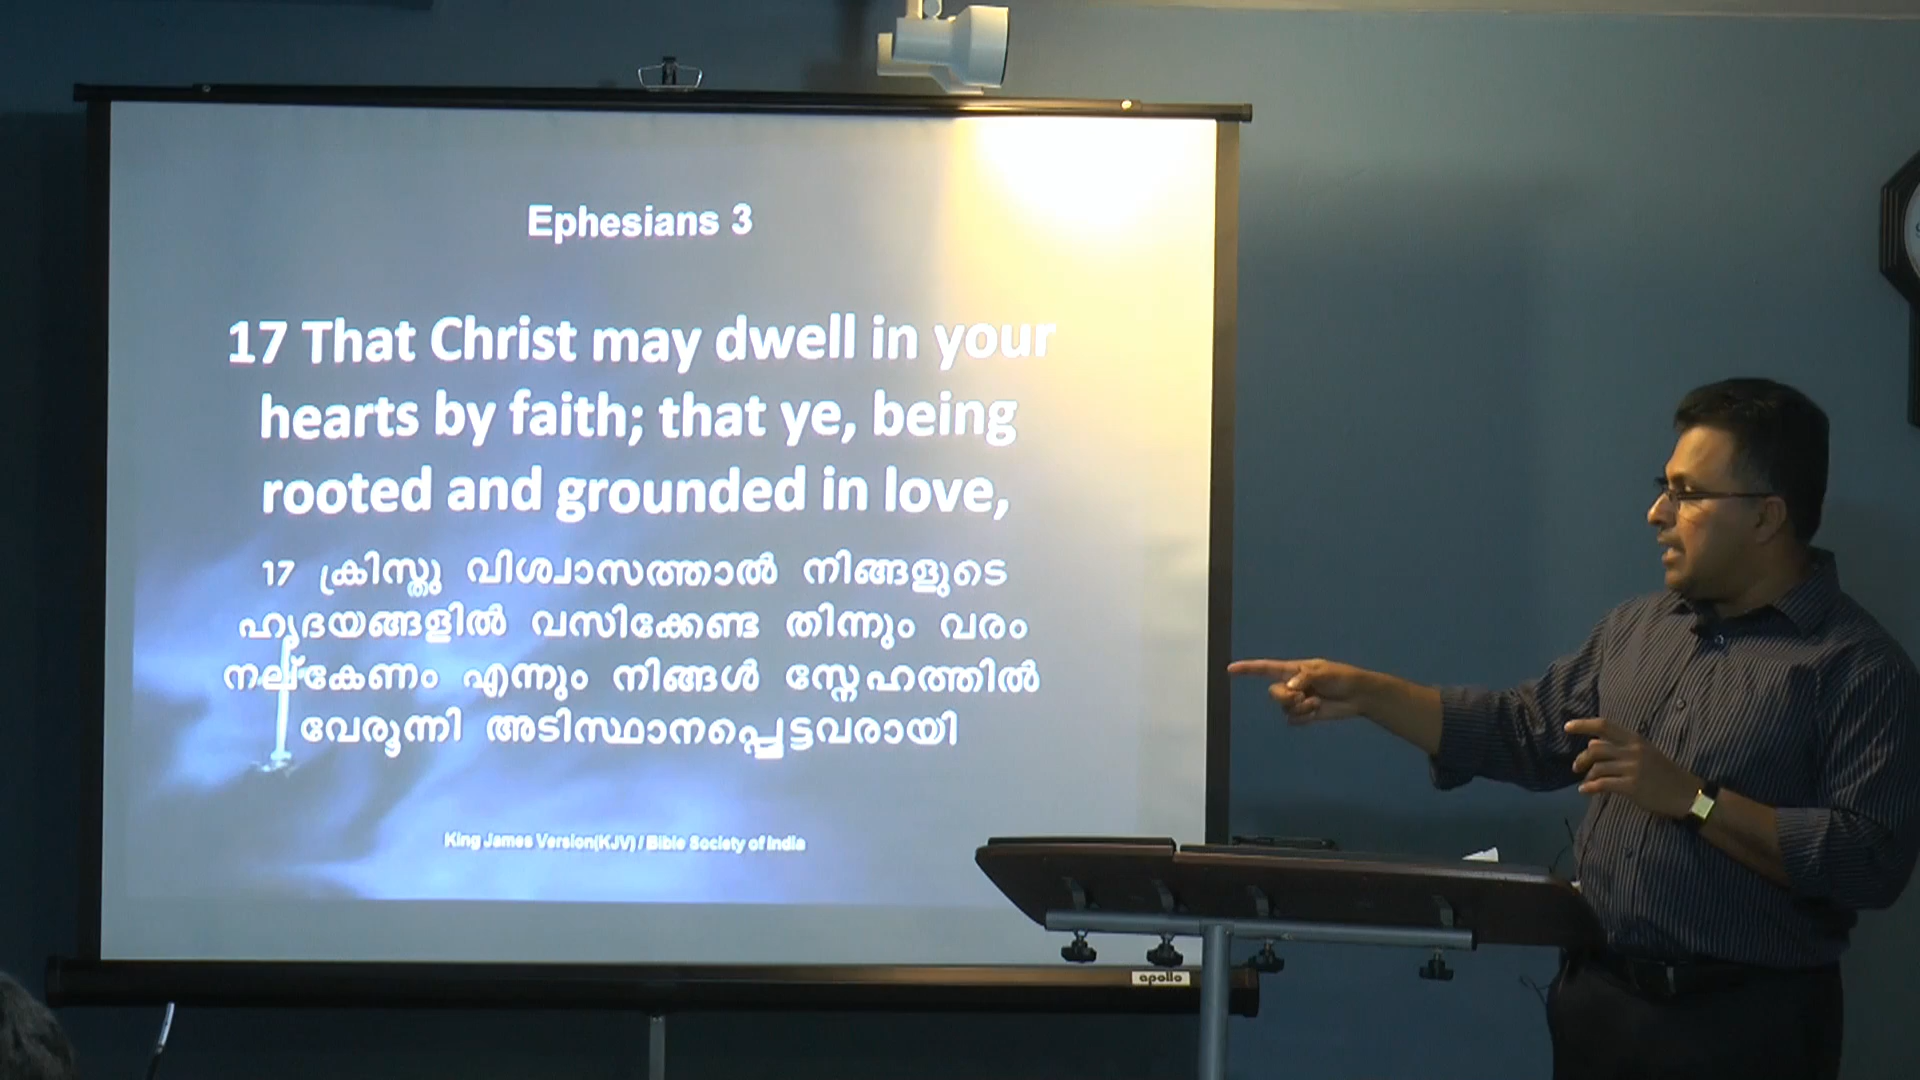 Ephesians 3
17 That Christ may dwell in your
hearts by faith; that ye, being
rooted and grounded in love,
17 ക്രിസ്തു വിശ്വാസത്താൽ നിങ്ങളുടെ
ഹൃദയങ്ങളിൽ വസിക്കേണ്ട തിന്നും വരം
നല്കേണം എന്നും നിങ്ങൾ സ്നേഹത്തിൽ
വേരൂന്നി അടിസ്ഥാനപ്പെട്ടവരായി
King James Version(KJV) / Bible Society of India
apollo